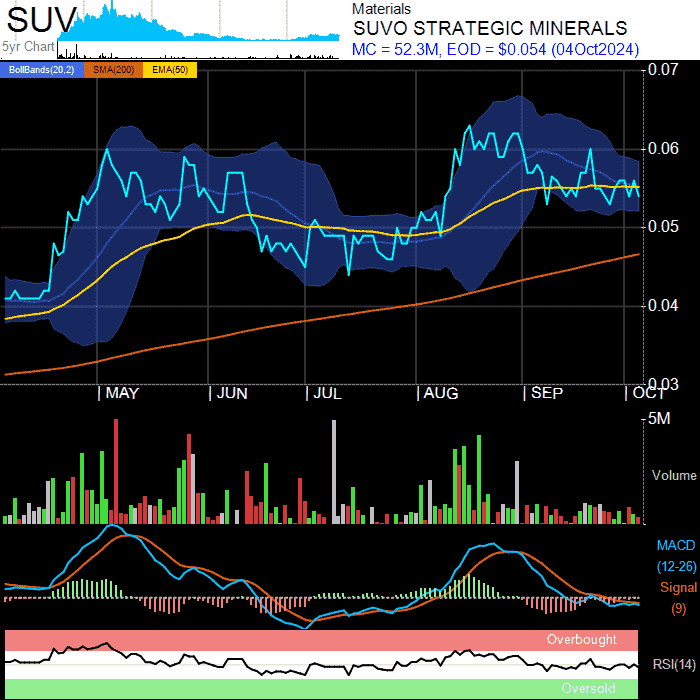 SUV
5yr Chart
Materials
SUVO STRATEGIC MINERALS
MC = 52.3M, EOD = $0.054 (04Oct2024)
BollBands(20,2) SMA(200) EMA(50)
0.07
0.06
0.05
0.04
0.03
MAY JUN JUL AUG SEP OCT
5M
Volume
MACD
(12-26)
Signal
(9)
Overbought
RSI(14)
Oversold